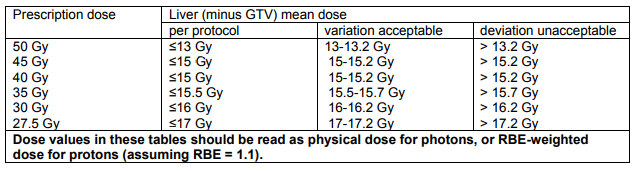 Prescription dose Liver (minus GTV) mean dose
per protocol variation acceptable deviation unacceptable
50 Gy ≤13 Gy 13-13.2 Gy > 13.2 Gy
45 Gy ≤15 Gy 15-15.2 Gy > 15.2 Gy
40 Gy ≤15 Gy 15-15.2 Gy > 15.2 Gy
35 Gy ≤15.5 Gy 15.5-15.7 Gy > 15.7 Gy
30 Gy ≤16 Gy 16-16.2 Gy > 16.2 Gy
27.5 Gy ≤17 Gy 17-17.2 Gy > 17.2 Gy
Dose values in these tables should be read as physical dose for photons, or RBE-weighted
dose for protons (assuming RBE = 1.1).